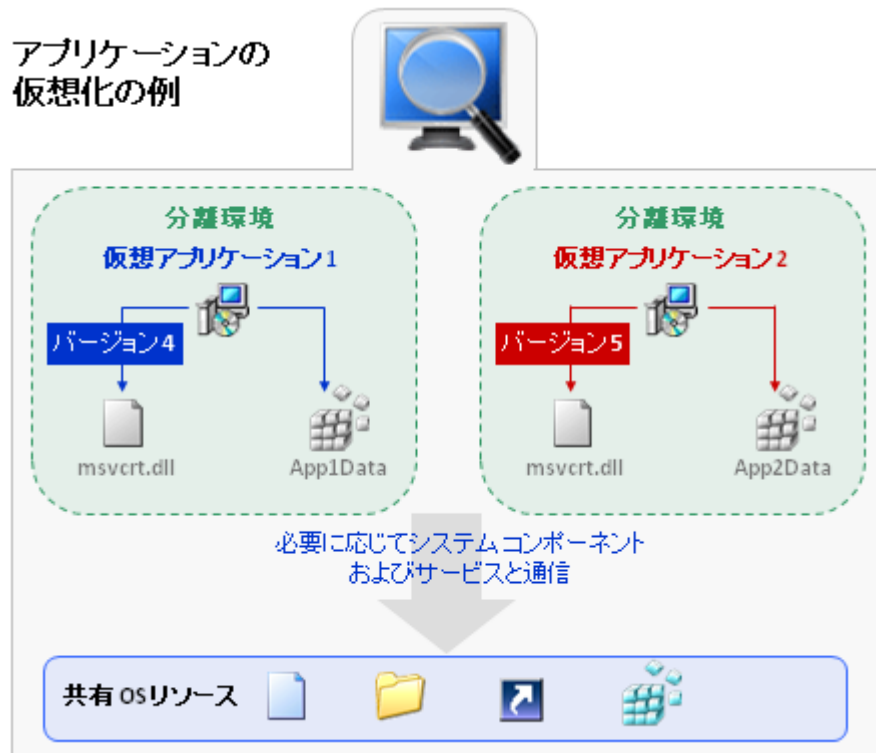 アプリケーションの
仮想化の例
分離環境
仮想アプリケーション1
バージョン4
msvcrt.dll
App1Data
分離環境
仮想アプリケーション2
バージョン5
msvcrt.dll
App2Data
必要に応じてシステムコンポーネント
およびサービスと通信
共有OSリソース